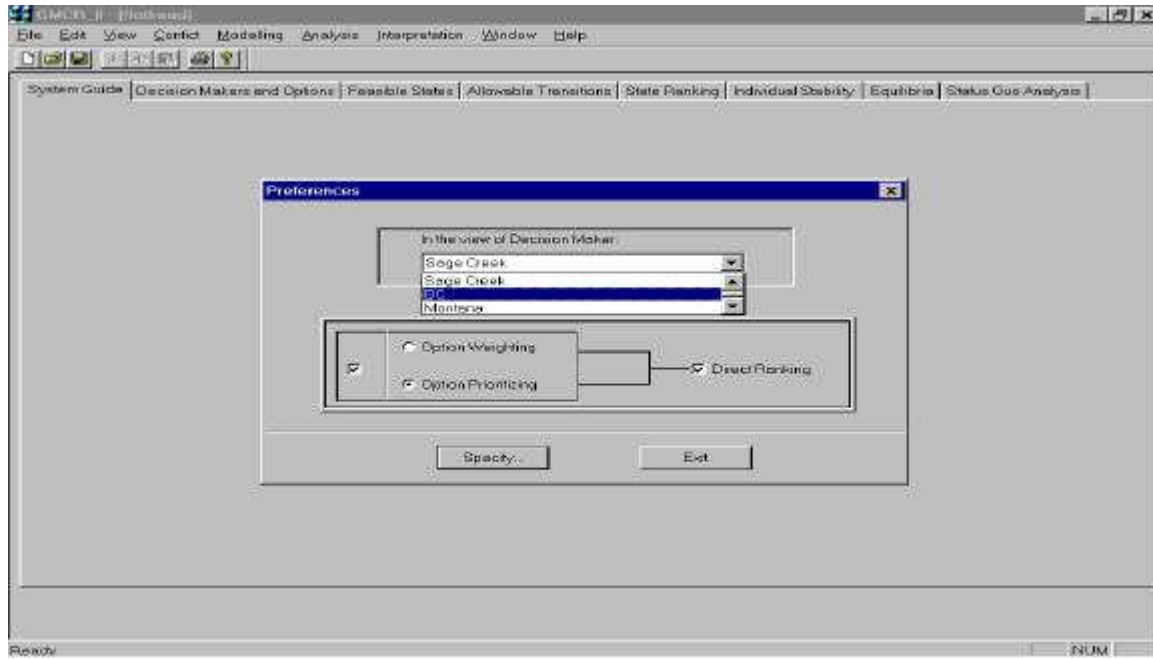 GMCR_II - [flathead]
File Edit View Conflict Modelling Analysis Interpretation Window Help
System Guide Decision Makers and Options Feasible States Allowable Transitions State Ranking Individual Stability Equilibria Status Quo Analysis
Preferences
In the view of Decision Maker:
Sage Creek
Sage Creek
BC
Montana
Option Weighting
Option Prioritizing
Direct Ranking
Specify...
Exit
Ready
NUM